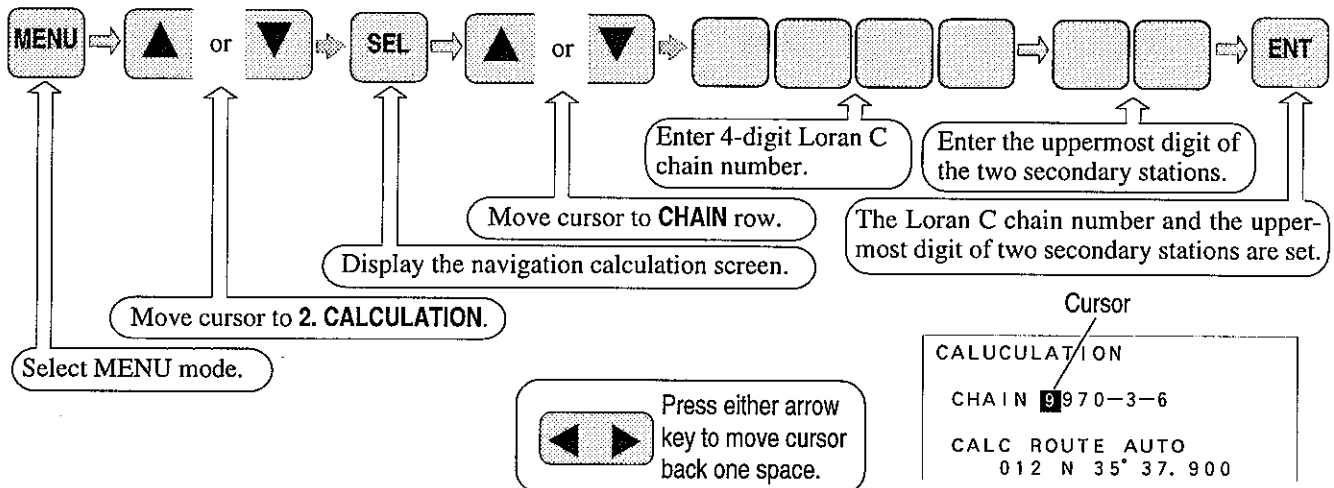 MENU or SEL or ENT
Enter 4-digit Loran C
chain number.
Enter the uppermost digit of
the two secondary stations.
Move cursor to CHAIN row.
The Loran C chain number and the upper-
most digit of two secondary stations are set.
Display the navigation calculation screen.
Move cursor to 2. CALCULATION.
Select MENU mode.
Press either arrow
key to move cursor
back one space.
Cursor
CALUCULATION
CHAIN 9970-3-6
CALC ROUTE AUTO
012 N 35° 37.900